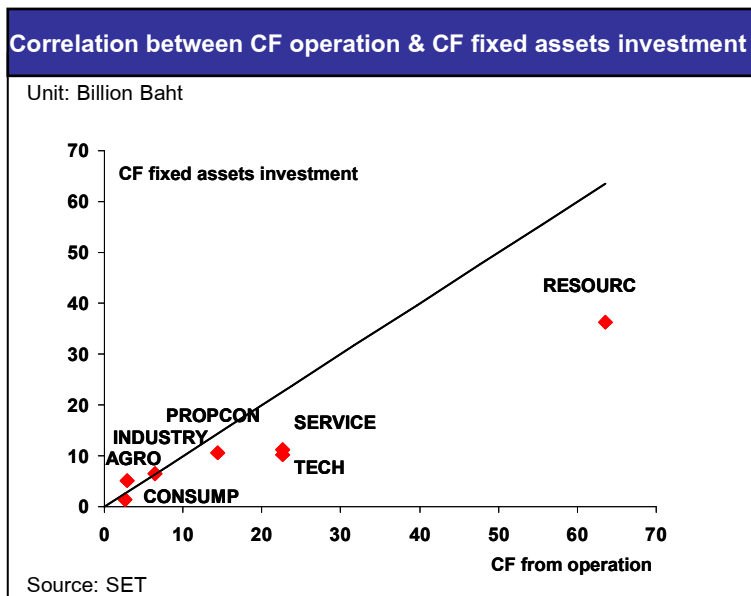 Correlation between CF operation & CF fixed assets investment
Unit: Billion Baht
70
CF fixed assets investment
60
50
RESOURC
40
30
20
PROPCON
SERVICE
INDUSTRY
10
AGRO
TECH
CONSUMP
0
0 10 20 30 40 50 60 70
CF from operation
Source: SET